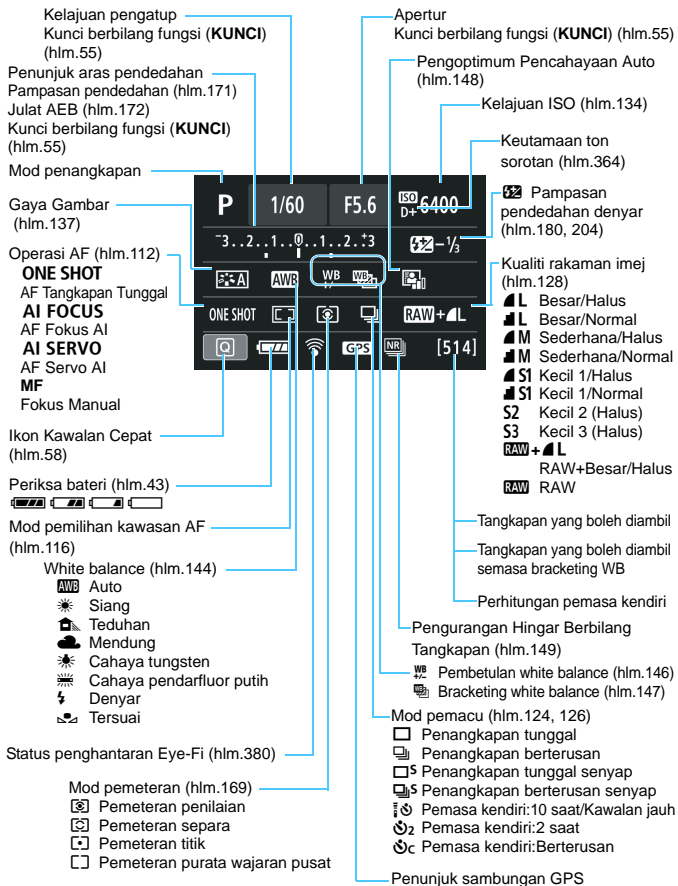 Kelajuan pengatup
Kunci berbilang fungsi (KUNCI)
(hlm.55)
Penunjuk aras pendedahan
Pampasan pendedahan (hlm.171)
Julat AEB (hlm.172)
Kunci berbilang fungsi (KUNCI)
(hlm.55)
Mod penangkapan
Gaya Gambar
(hlm.137)
Operasi AF (hlm.112)
ONE SHOT
AF Tangkapan Tunggal
AI FOCUS
AF Fokus AI
AI SERVO
AF Servo AI
MF
Fokus Manual
Ikon Kawalan Cepat
(hlm.58)
Periksa bateri (hlm.43)
Mod pemilihan kawasan AF
(hlm.116)
White balance (hlm.144)
AWB Auto
Siang
Teduhan
Mendung
Cahaya tungsten
Cahaya pendarfluor putih
Denyar
Tersuai
Status penghantaran Eye-Fi (hlm.380)
Mod pemeteran (hlm.169)
Pemeteran penilaian
Pemeteran separa
Pemeteran titik
Pemeteran purata wajaran pusat
P 1/60 F5.6 ISO D+ 6400
-3..2..1..0..1..2..+3 -1/3
A AWB WB +/- WB
ONE SHOT RAW+L
Q GPS NR [514]
Apertur
Kunci berbilang fungsi (KUNCI) (hlm.55)
Pengoptimum Pencahayaan Auto
(hlm.148)
Kelajuan ISO (hlm.134)
Keutamaan ton
sorotan (hlm.364)
Pampasan
pendedahan denyar
(hlm.180, 204)
Kualiti rakaman imej
(hlm.128)
L Besar/Halus
L Besar/Normal
M Sederhana/Halus
M Sederhana/Normal
S1 Kecil 1/Halus
S1 Kecil 1/Normal
S2 Kecil 2 (Halus)
S3 Kecil 3 (Halus)
RAW+L
RAW+Besar/Halus
RAW RAW
Tangkapan yang boleh diambil
Tangkapan yang boleh diambil
semasa bracketing WB
Perhitungan pemasa kendiri
Pengurangan Hingar Berbilang
Tangkapan (hlm.149)
WB +/- Pembetulan white balance (hlm.146)
WB Bracketing white balance (hlm.147)
Mod pemacu (hlm.124, 126)
Penangkapan tunggal
Penangkapan berterusan
S Penangkapan tunggal senyap
S Penangkapan berterusan senyap
Pemasa kendiri:10 saat/Kawalan jauh
2 Pemasa kendiri:2 saat
C Pemasa kendiri:Berterusan
Penunjuk sambungan GPS